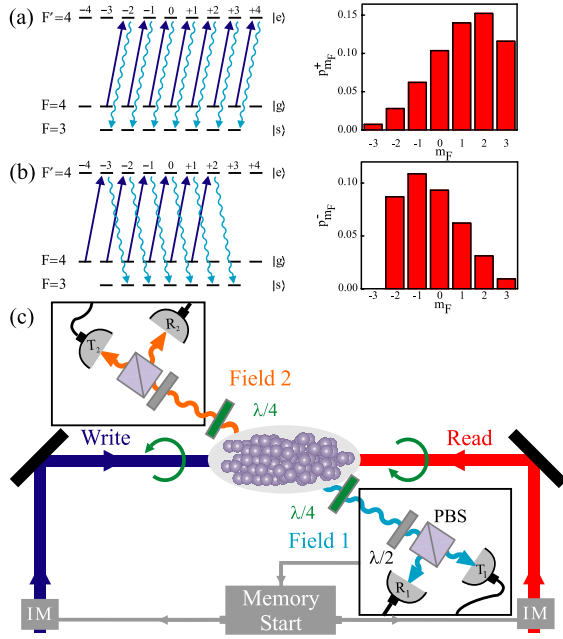 (a)
F'=4 -4 -3 -2 -1 0 +1 +2 +3 +4 |e⟩
F=4 |g⟩
F=3 |s⟩
0.15
0.10
0.05
0.00
p⁺mF
-3 -2 -1 0 1 2 3
mF
(b)
F'=4 -4 -3 -2 -1 0 +1 +2 +3 +4 |e⟩
F=4 |g⟩
F=3 |s⟩
0.10
0.05
0.00
p⁻mF
-3 -2 -1 0 1 2 3
mF
(c)
T2
R2
Field 2
λ/4
Write
Read
λ/4
Field 1
PBS
λ/2
T1
R1
IM
Memory
Start
IM